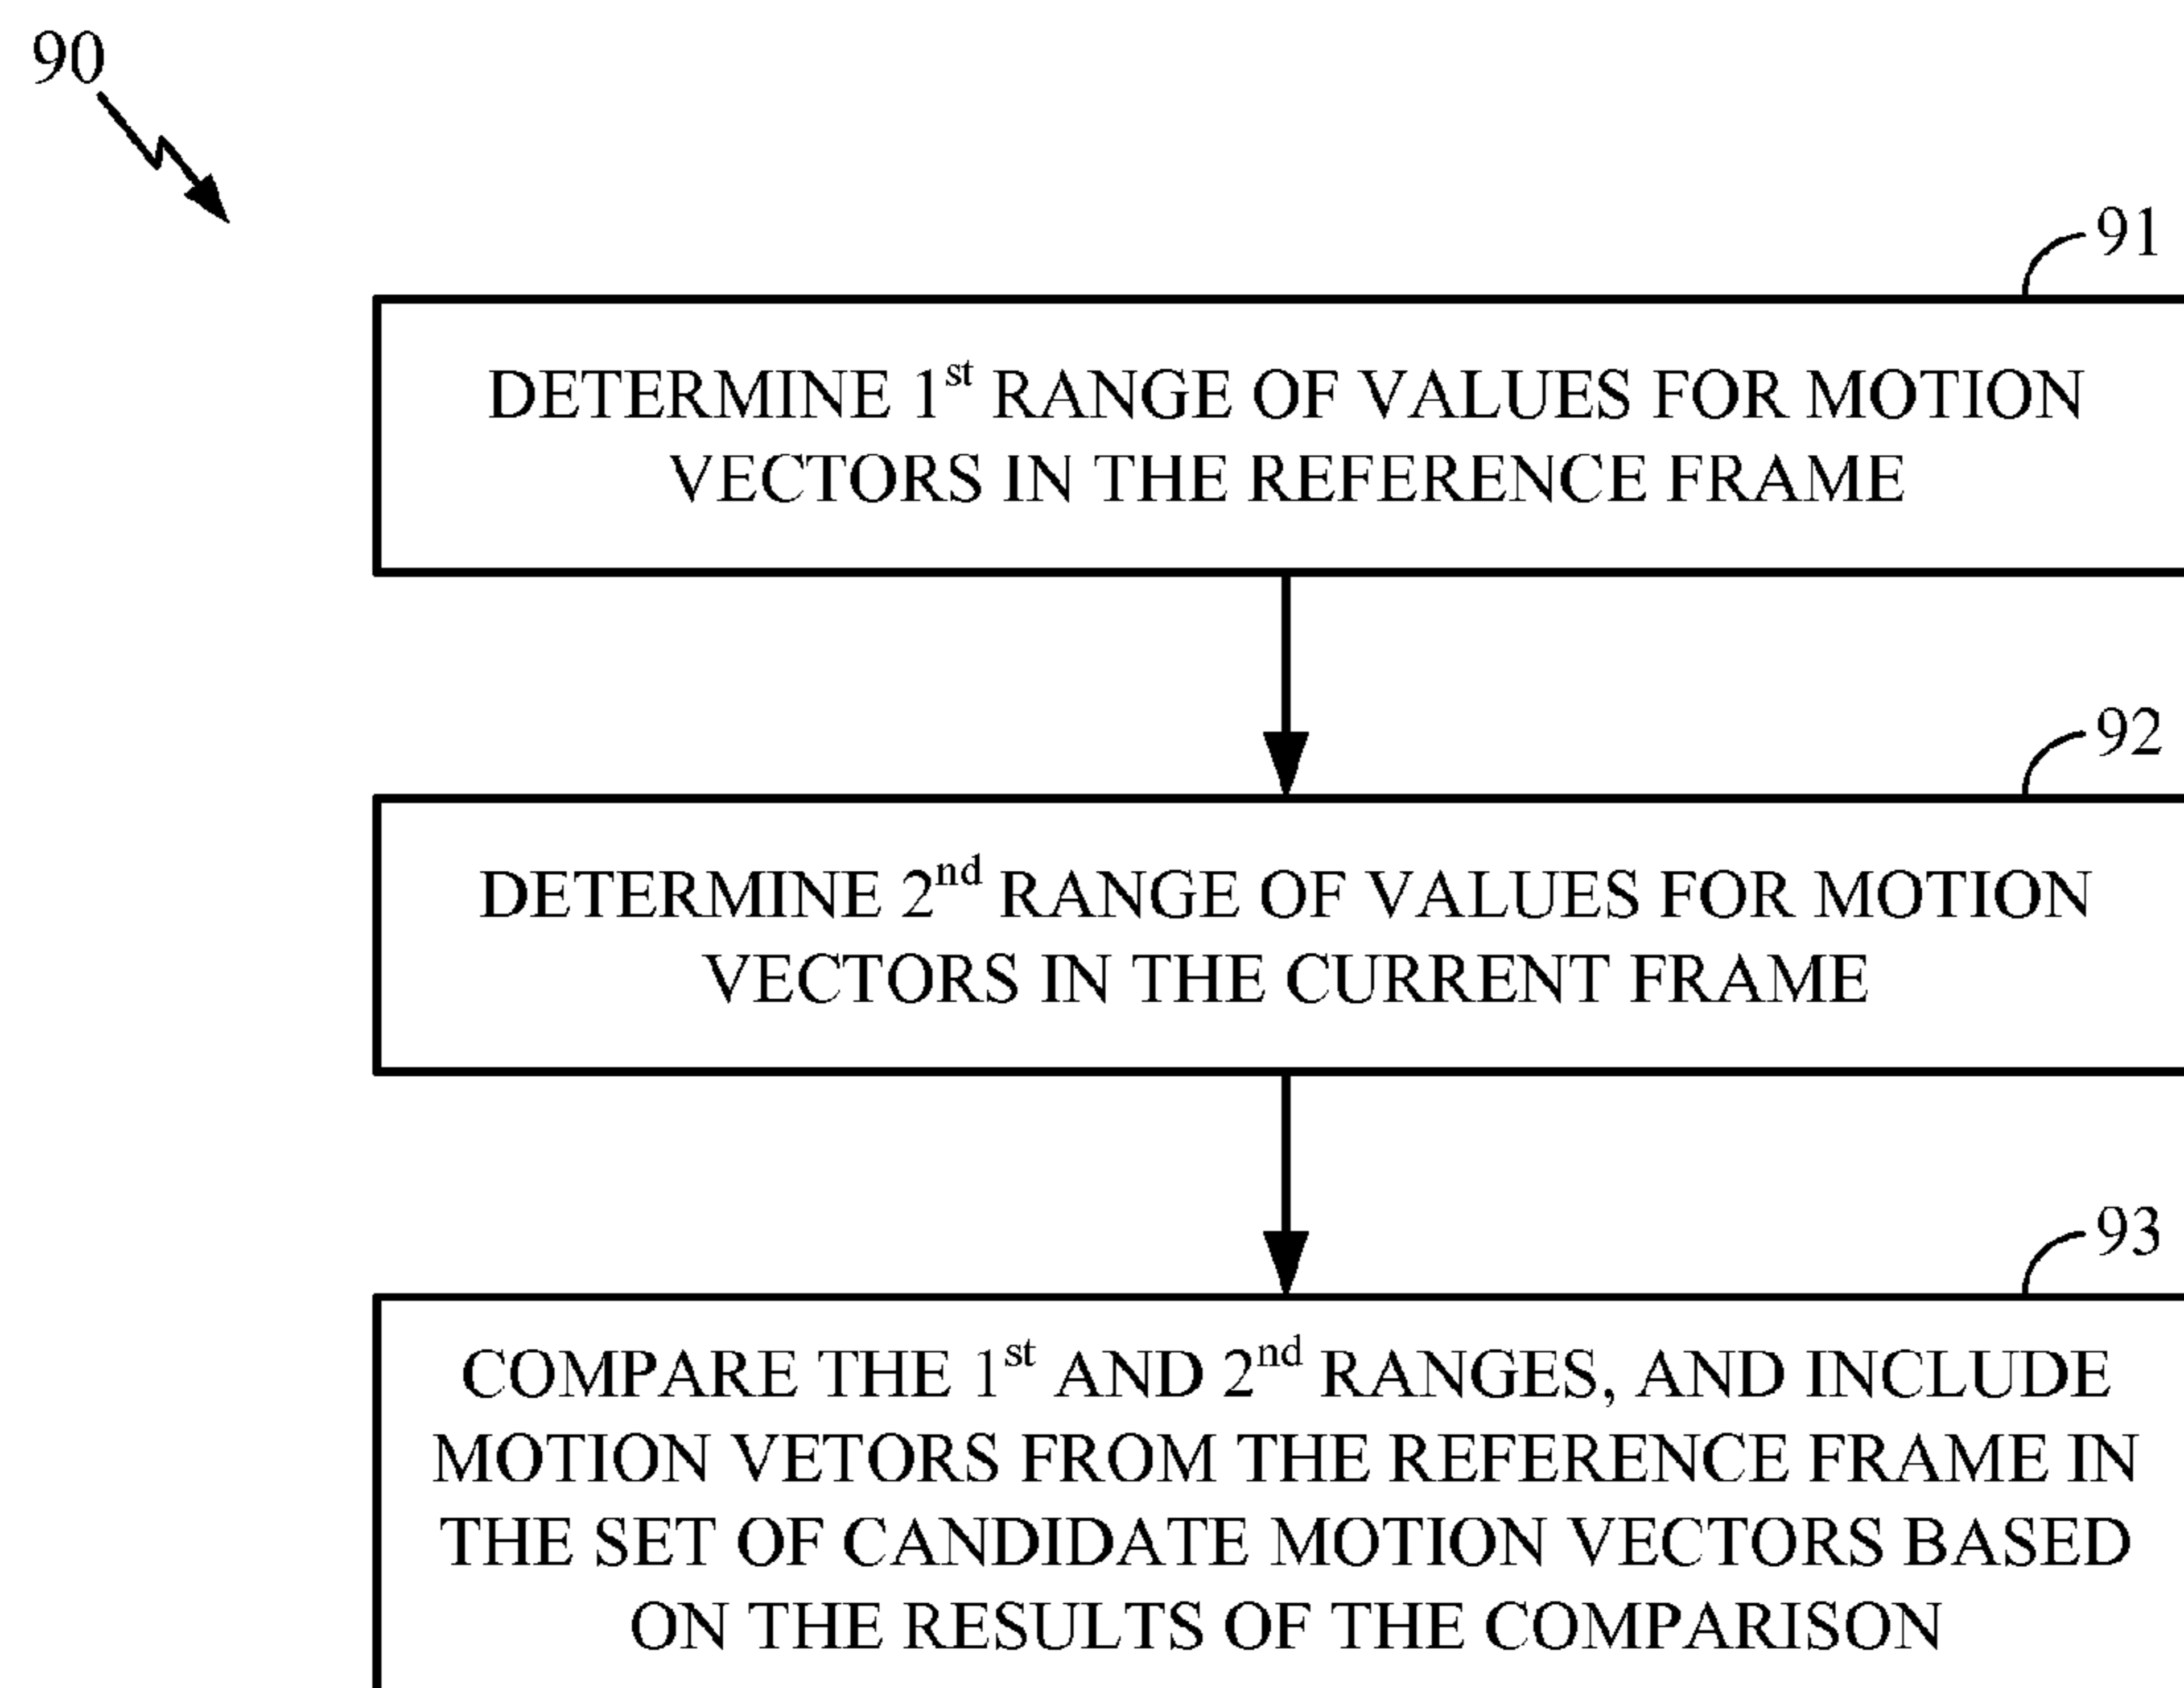 90
91
DETERMINE 1st RANGE OF VALUES FOR MOTION
VECTORS IN THE REFERENCE FRAME
92
DETERMINE 2nd RANGE OF VALUES FOR MOTION
VECTORS IN THE CURRENT FRAME
93
COMPARE THE 1st AND 2nd RANGES, AND INCLUDE
MOTION VETORS FROM THE REFERENCE FRAME IN
THE SET OF CANDIDATE MOTION VECTORS BASED
ON THE RESULTS OF THE COMPARISON